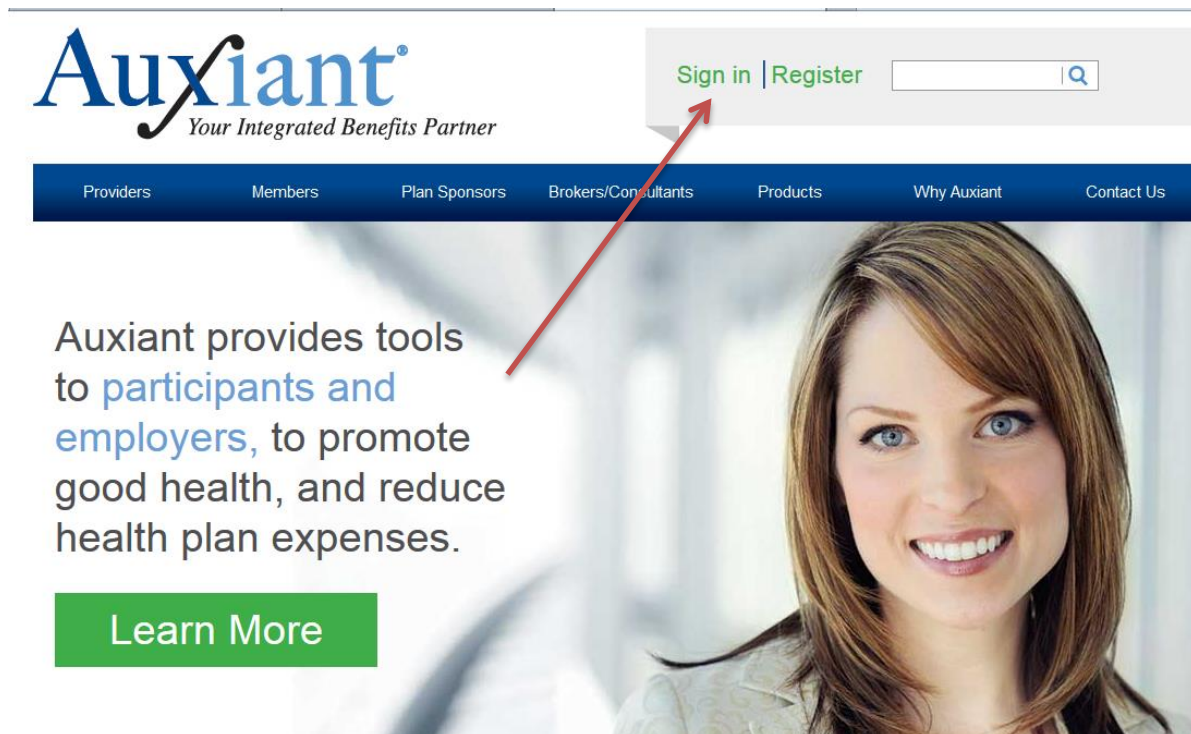 Auxiant®
Your Integrated Benefits Partner
Sign in | Register
Providers Members Plan Sponsors Brokers/Consultants Products Why Auxiant Contact Us
Auxiant provides tools
to participants and
employers, to promote
good health, and reduce
health plan expenses.
Learn More